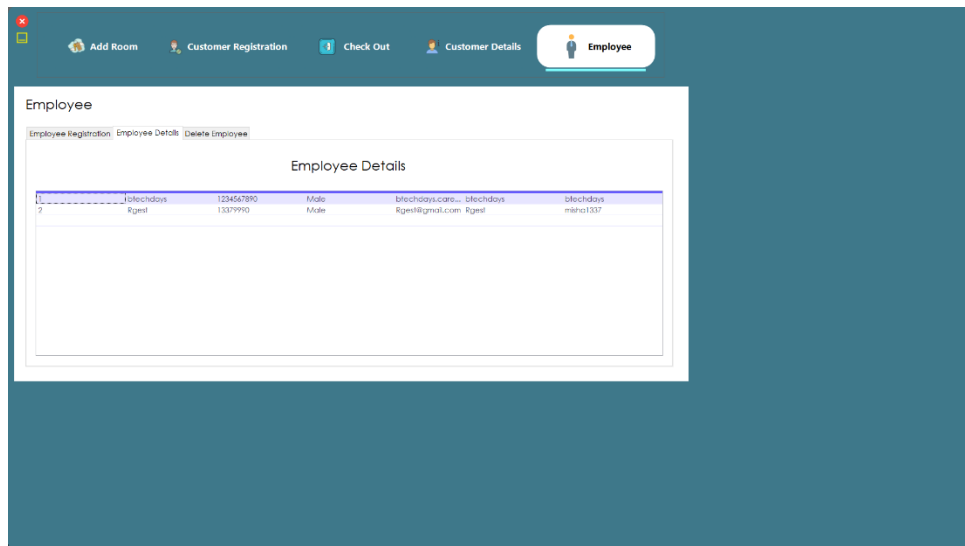 Add Room Customer Registration Check Out Customer Details Employee
Employee
Employee Registration Employee Details Delete Employee
Employee Details
1 btechdays 1234567890 Male btechdays.care... btechdays btechdays
2 Rgest 13379990 Male Rgest@gmail.com Rgest misha1337